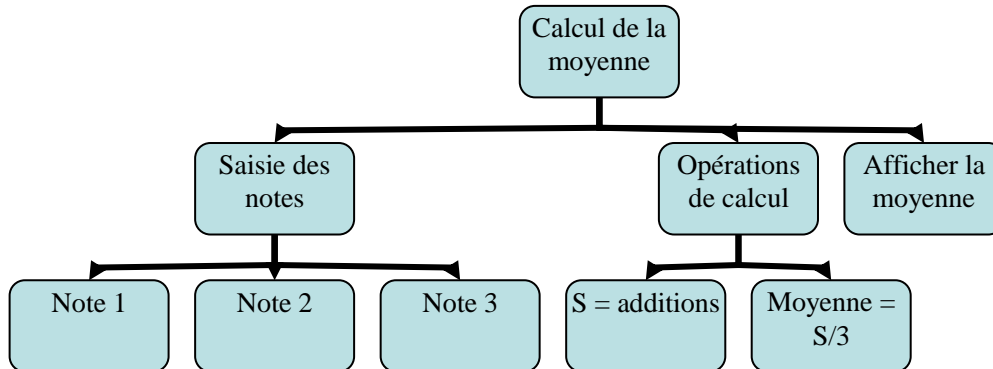 Calcul de la
moyenne
Saisie des
notes
Opérations
de calcul
Afficher la
moyenne
Note 1
Note 2
Note 3
S = additions
Moyenne =
S/3